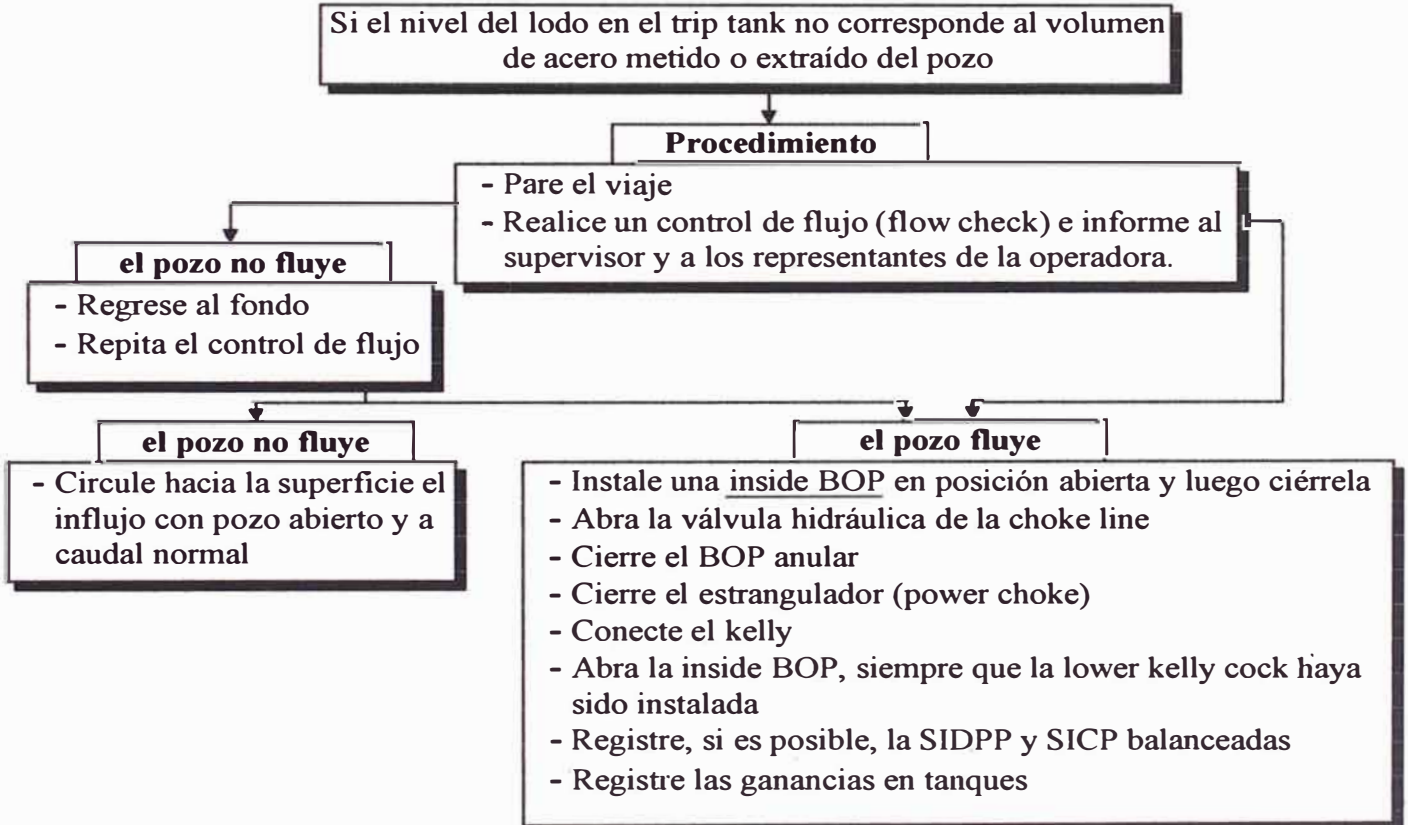 Si el nivel del lodo en el trip tank no corresponde al volumen
de acero metido o extraído del pozo
Procedimiento
- Pare el viaje
- Realice un control de flujo (flow check) e informe al
supervisor y a los representantes de la operadora.
el pozo no fluye
- Regrese al fondo
- Repita el control de flujo
el pozo no fluye
- Circule hacia la superficie el
influjo con pozo abierto y a
caudal normal
el pozo fluye
- Instale una inside BOP en posición abierta y luego ciérrela
- Abra la válvula hidráulica de la choke line
- Cierre el BOP anular
- Cierre el estrangulador (power choke)
- Conecte el kelly
- Abra la inside BOP, siempre que la lower kelly cock haya
sido instalada
- Registre, si es posible, la SIDPP y SICP balanceadas
- Registre las ganancias en tanques